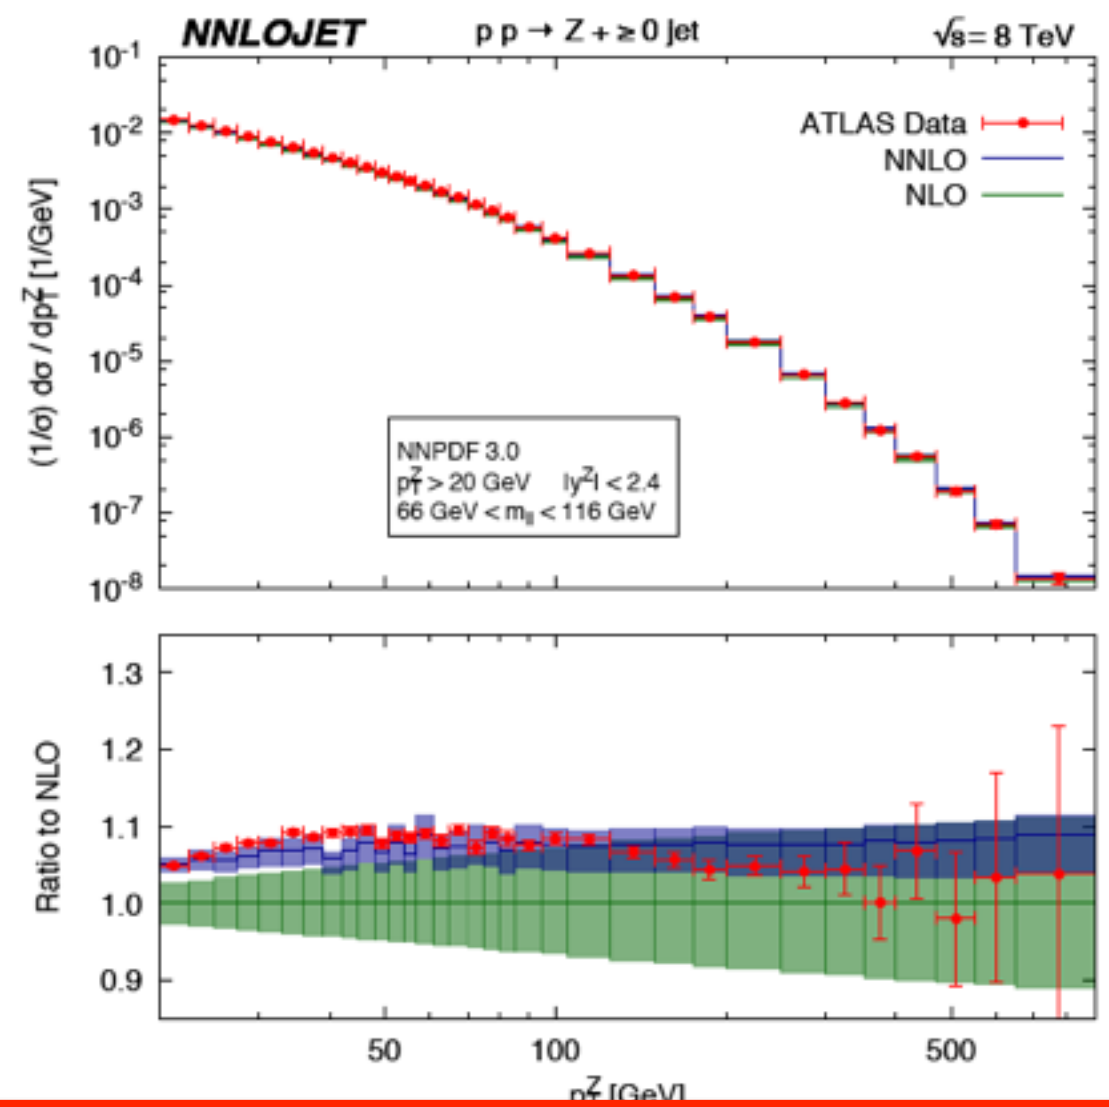 NNLOJET p p → Z + ≥ 0 jet √s = 8 TeV
(1/σ) dσ / dp_T^Z [1/GeV]
10^-1
10^-2
10^-3
10^-4
10^-5
10^-6
10^-7
10^-8
ATLAS Data
NNLO
NLO
NNPDF 3.0
p_T^Z > 20 GeV |y^Z| < 2.4
66 GeV < m_ll < 116 GeV
Ratio to NLO
1.3
1.2
1.1
1.0
0.9
50 100 500
p_T^Z [GeV]